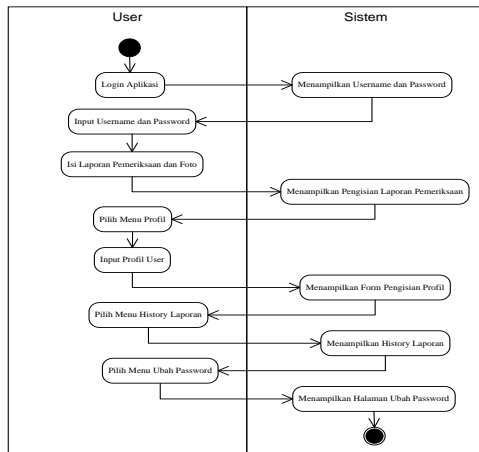 User
Sistem
Login Aplikasi
Menampilkan Username dan Password
Input Username dan Password
Isi Laporan Pemeriksaan dan Foto
Menampilkan Pengisian Laporan Pemeriksaan
Pilih Menu Profil
Input Profil User
Menampilkan Form Pengisian Profil
Pilih Menu History Laporan
Menampilkan History Laporan
Pilih Menu Ubah Password
Menampilkan Halaman Ubah Password